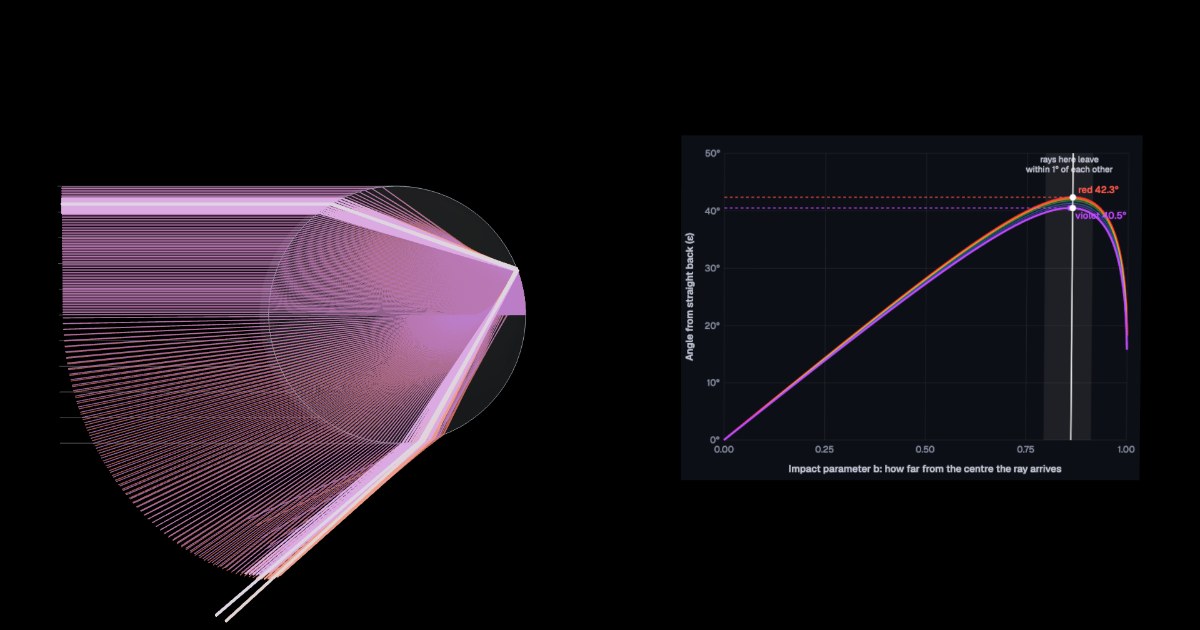 50°
rays here leave
within 1° of each other
red 42.3°
40°
violet 40.5°
30°
20°
10°
0°
Angle from straight back (ε)
0.00
0.25
0.50
0.75
1.00
Impact parameter b: how far from the centre the ray arrives